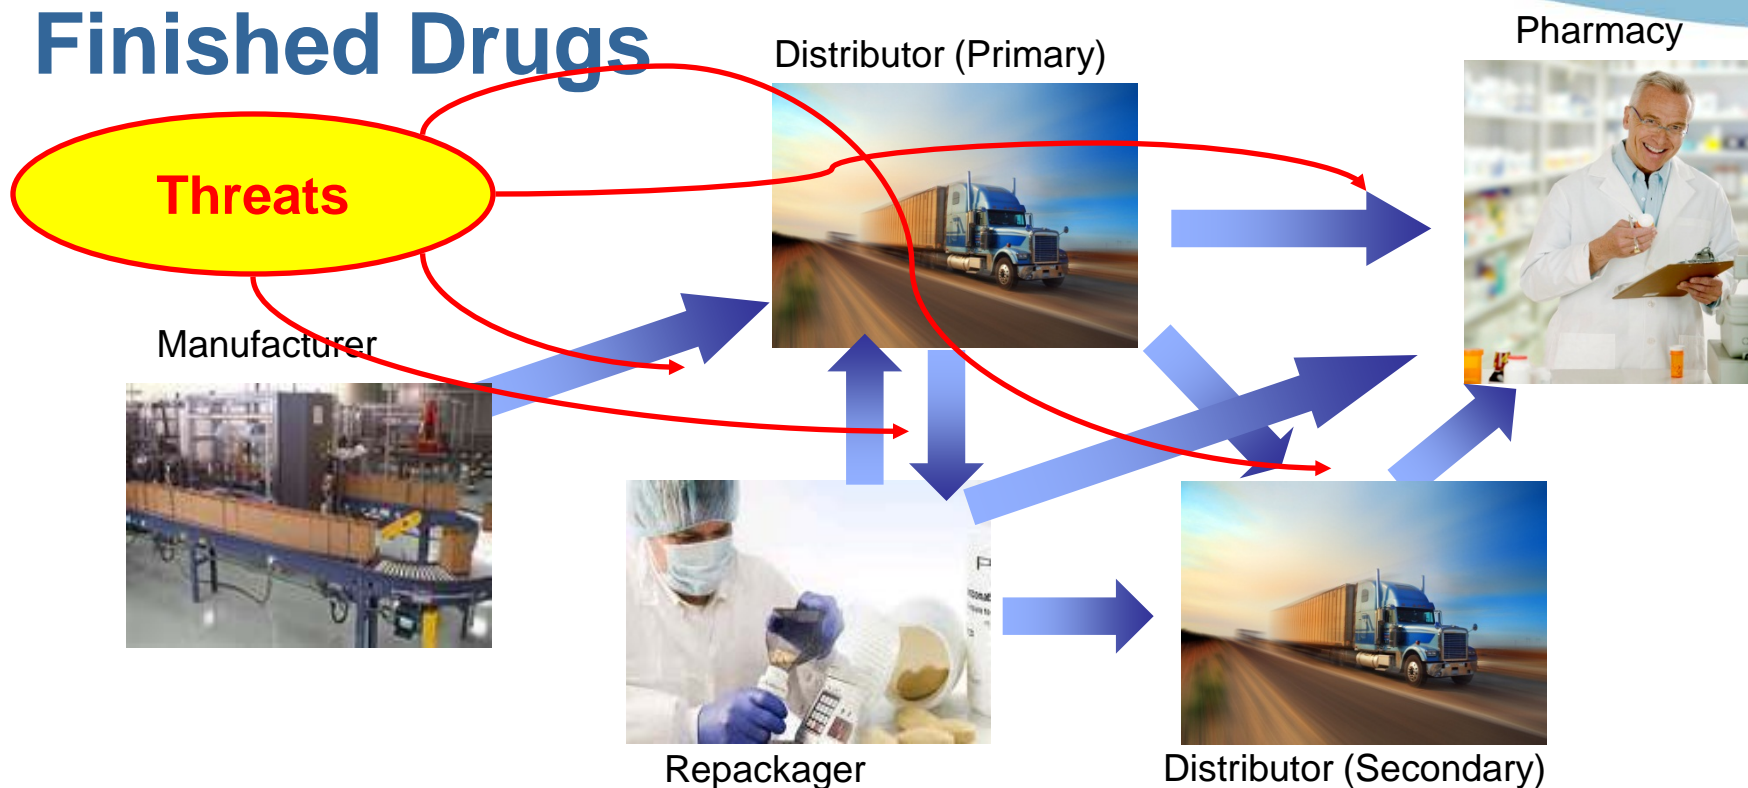 Finished Drugs
Pharmacy
Distributor (Primary)
Threats
Manufacturer
Repackager
Distributor (Secondary)